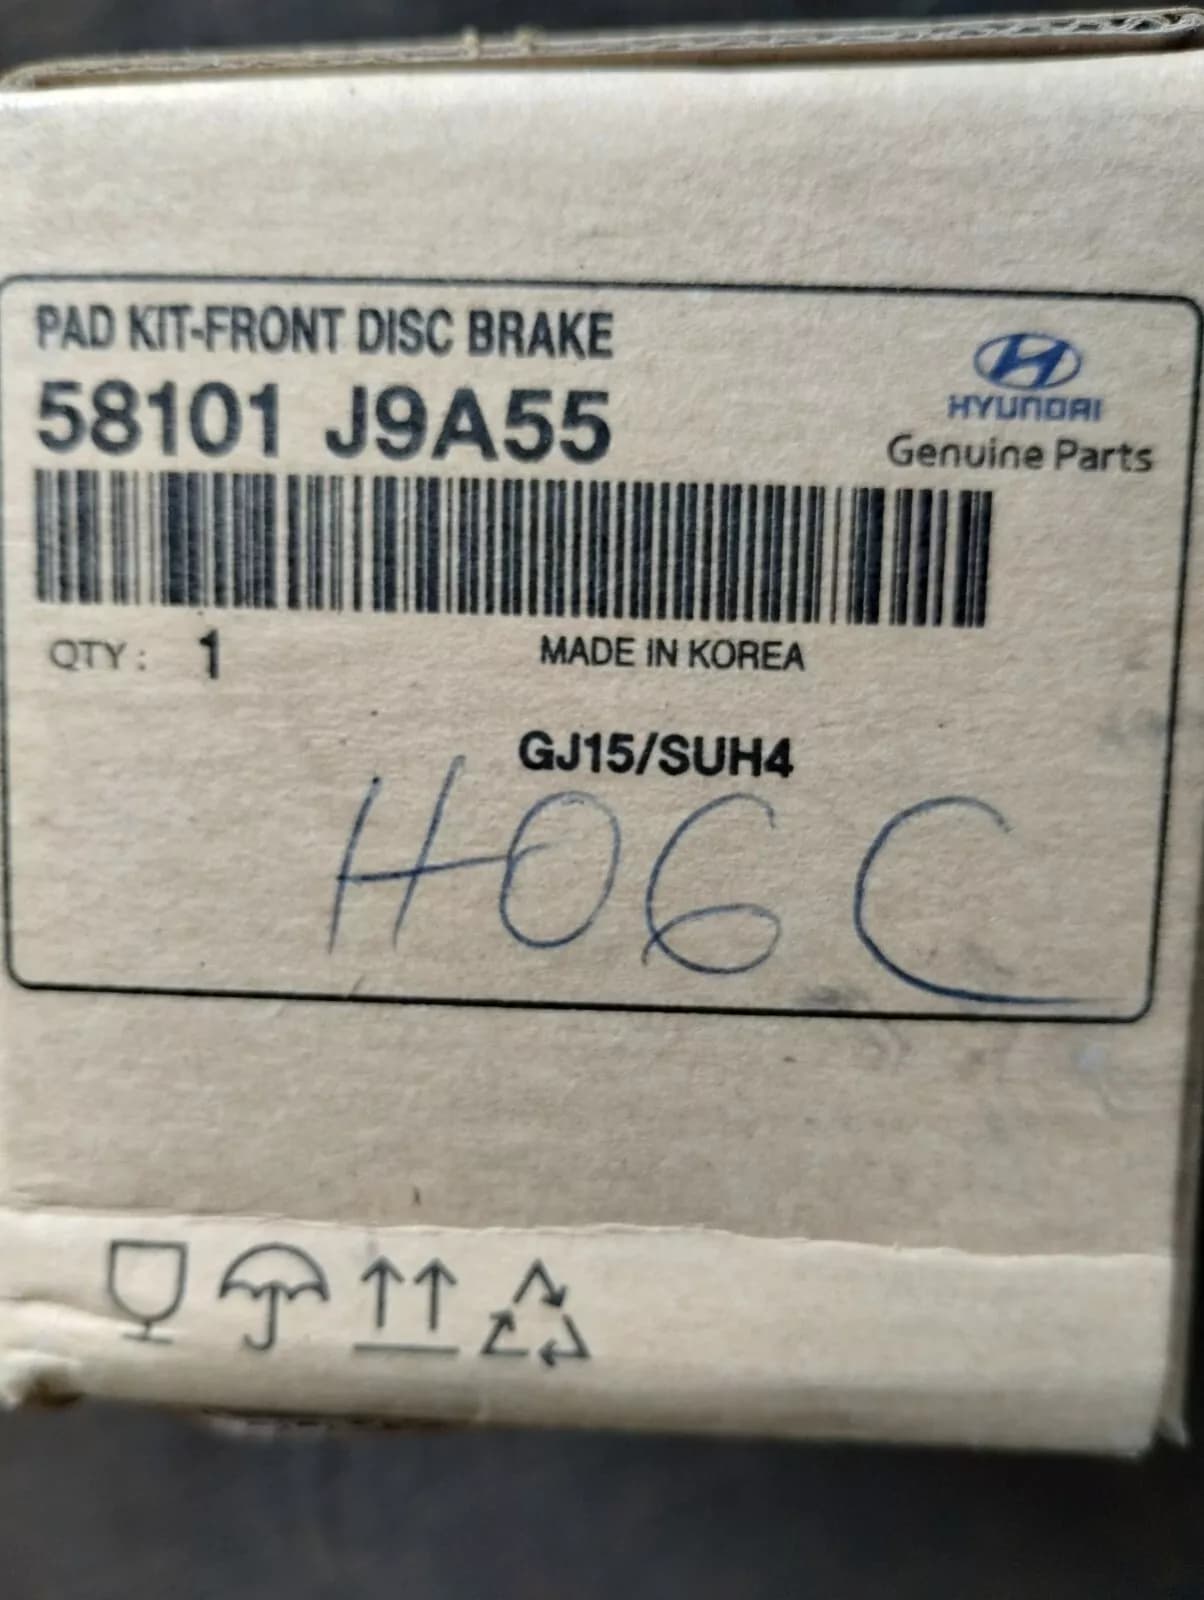 PAD KIT-FRONT DISC BRAKE
58101 J9A55
HYUNDAI
Genuine Parts
QTY: 1
MADE IN KOREA
GJ15/SUH4
H06C